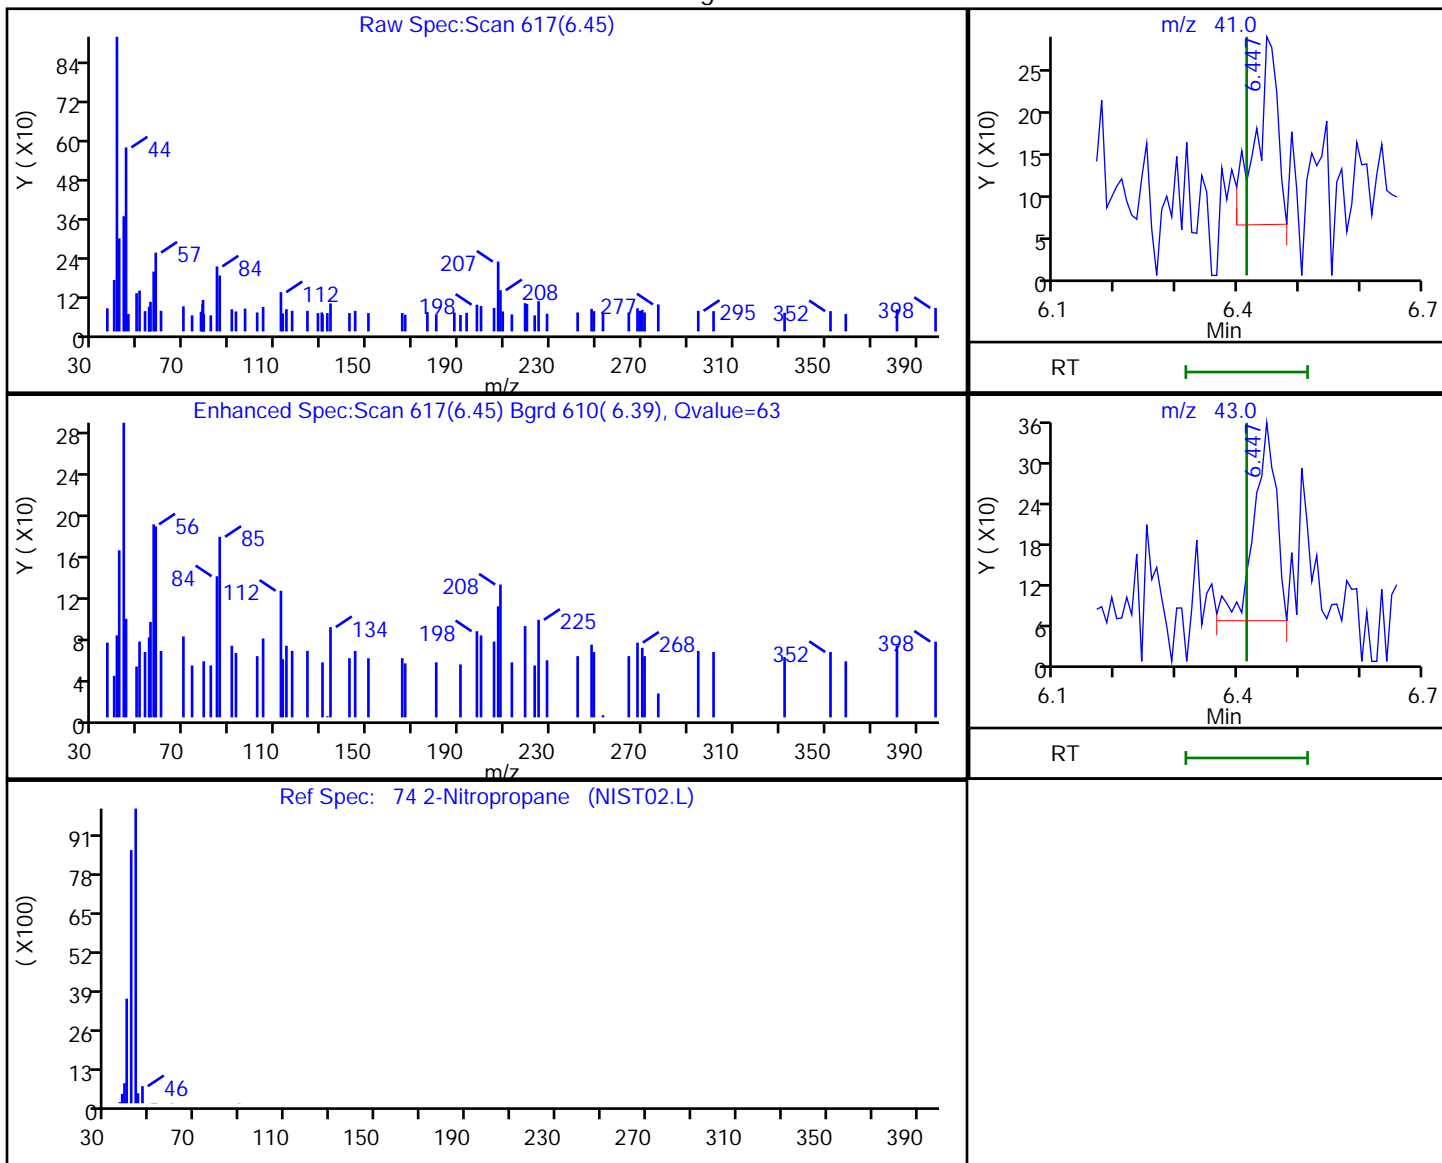 Raw Spec:Scan 617(6.45)
Y ( X10)
84
72
60
48
36
24
12
0
44
57
84
112
207
208
198
277
295
352
398
30 70 110 150 190 230 270 310 350 390
m/z
m/z 41.0
Y ( X10)
25
20
15
10
5
0
6.447
6.1 6.4 6.7
Min
RT
Enhanced Spec:Scan 617(6.45) Bgrd 610( 6.39), Qvalue=63
Y ( X10)
28
24
20
16
12
8
4
0
56
85
84
112
134
208
198
225
268
352
398
30 70 110 150 190 230 270 310 350 390
m/z
m/z 43.0
Y ( X10)
36
30
24
18
12
6
0
6.447
6.1 6.4 6.7
Min
RT
Ref Spec: 74 2-Nitropropane (NIST02.L)
( X100)
91
78
65
52
39
26
13
0
46
30 70 110 150 190 230 270 310 350 390